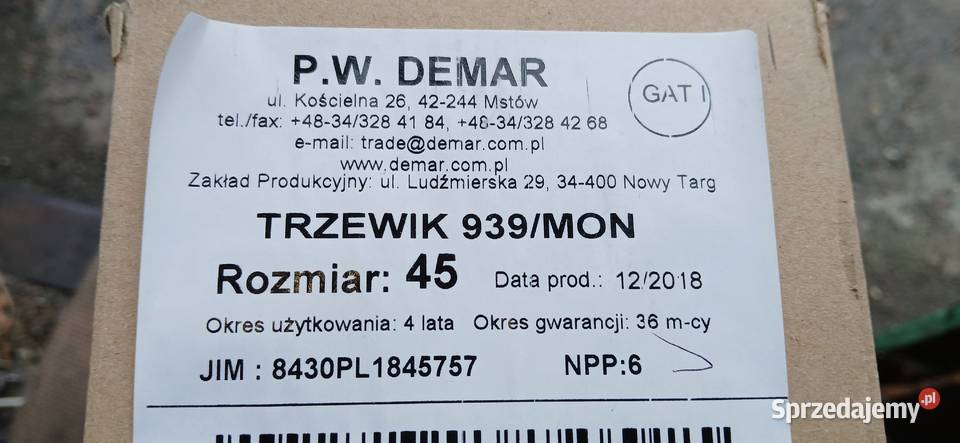 P.W. DEMAR
GAT I
ul. Kościelna 26, 42-244 Mstów
tel./fax: +48-34/328 41 84, +48-34/328 42 68
e-mail: trade@demar.com.pl
www.demar.com.pl
Zakład Produkcyjny: ul. Ludźmierska 29, 34-400 Nowy Targ
TRZEWIK 939/MON
Rozmiar: 45 Data prod.: 12/2018
Okres użytkowania: 4 lata Okres gwarancji: 36 m-cy
JIM : 8430PL1845757 NPP:6
Sprzedajemy.pl